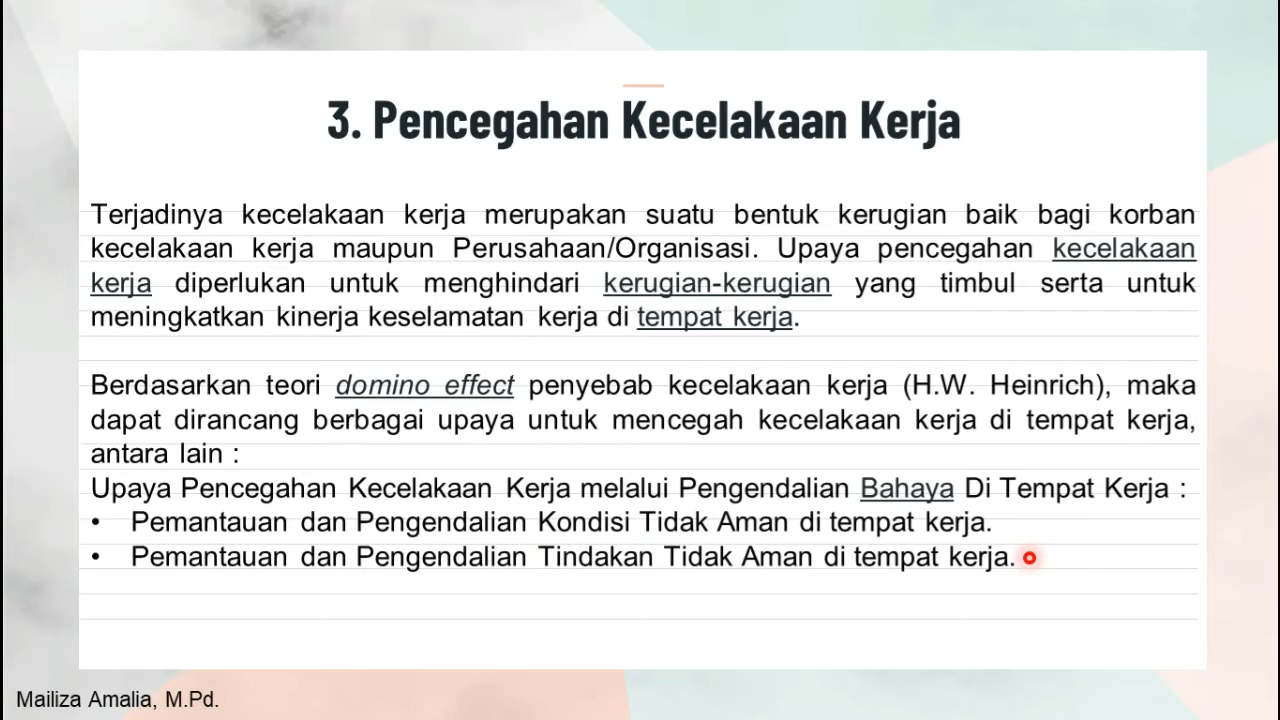 3. Pencegahan Kecelakaan Kerja
Terjadinya kecelakaan kerja merupakan suatu bentuk kerugian baik bagi korban
kecelakaan kerja maupun Perusahaan/Organisasi. Upaya pencegahan kecelakaan
kerja diperlukan untuk menghindari kerugian-kerugian yang timbul serta untuk
meningkatkan kinerja keselamatan kerja di tempat kerja.
Berdasarkan teori domino effect penyebab kecelakaan kerja (H.W. Heinrich), maka
dapat dirancang berbagai upaya untuk mencegah kecelakaan kerja di tempat kerja,
antara lain :
Upaya Pencegahan Kecelakaan Kerja melalui Pengendalian Bahaya Di Tempat Kerja :
• Pemantauan dan Pengendalian Kondisi Tidak Aman di tempat kerja.
• Pemantauan dan Pengendalian Tindakan Tidak Aman di tempat kerja.
Mailiza Amalia, M.Pd.